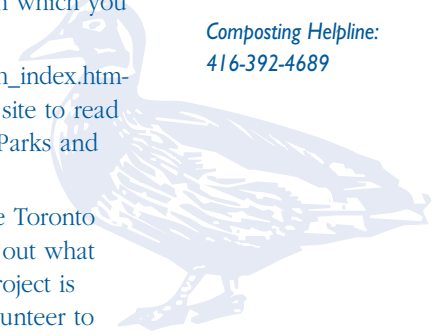 n which you
n_index.htm-
site to read
Parks and
e Toronto
out what
roject is
unteer to
Composting Helpline:
416-392-4689